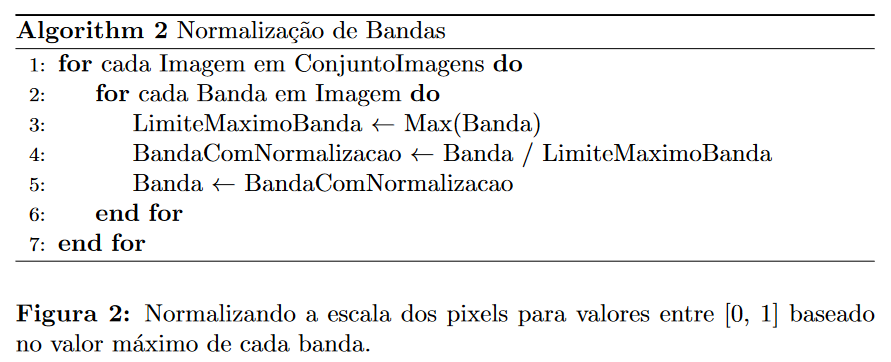 Algorithm 2 Normalização de Bandas
1: for cada Imagem em ConjuntoImagens do
2: for cada Banda em Imagem do
3: LimiteMaximoBanda ← Max(Banda)
4: BandaComNormalizacao ← Banda / LimiteMaximoBanda
5: Banda ← BandaComNormalizacao
6: end for
7: end for
Figura 2: Normalizando a escala dos pixels para valores entre [0, 1] baseado
no valor máximo de cada banda.